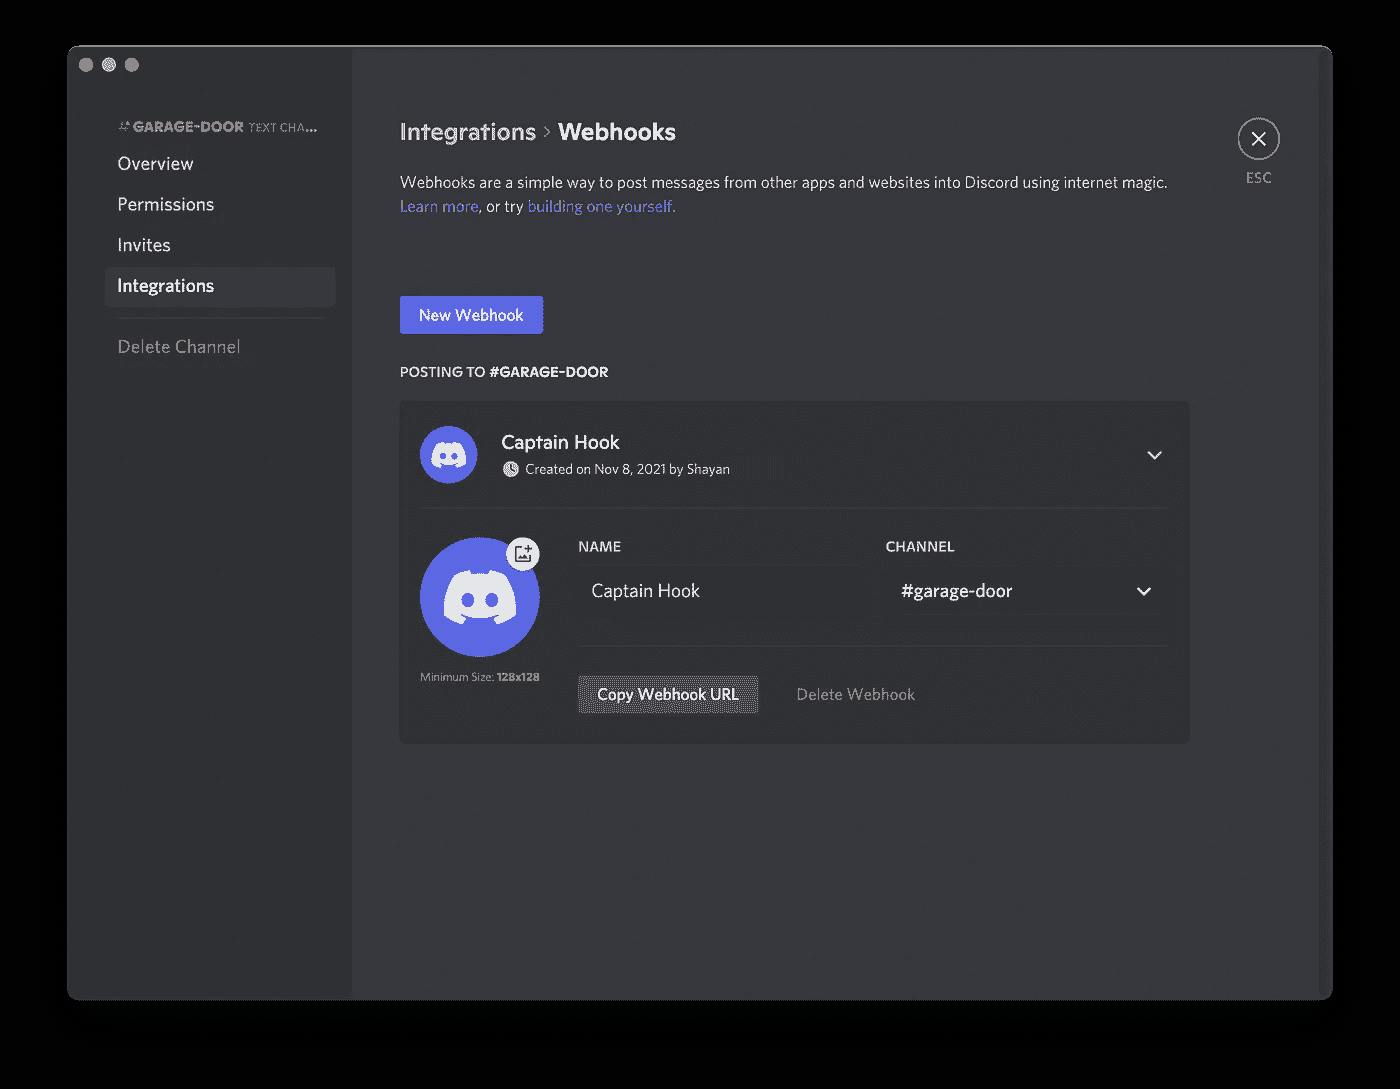 #GARAGE-DOOR TEXT CHA...
Overview
Permissions
Invites
Integrations
Delete Channel
Integrations > Webhooks
ESC
Webhooks are a simple way to post messages from other apps and websites into Discord using internet magic.
Learn more, or try building one yourself.
New Webhook
POSTING TO #GARAGE-DOOR
Captain Hook
Created on Nov 8, 2021 by Shayan
Minimum Size: 128x128
NAME
Captain Hook
CHANNEL
#garage-door
Copy Webhook URL
Delete Webhook